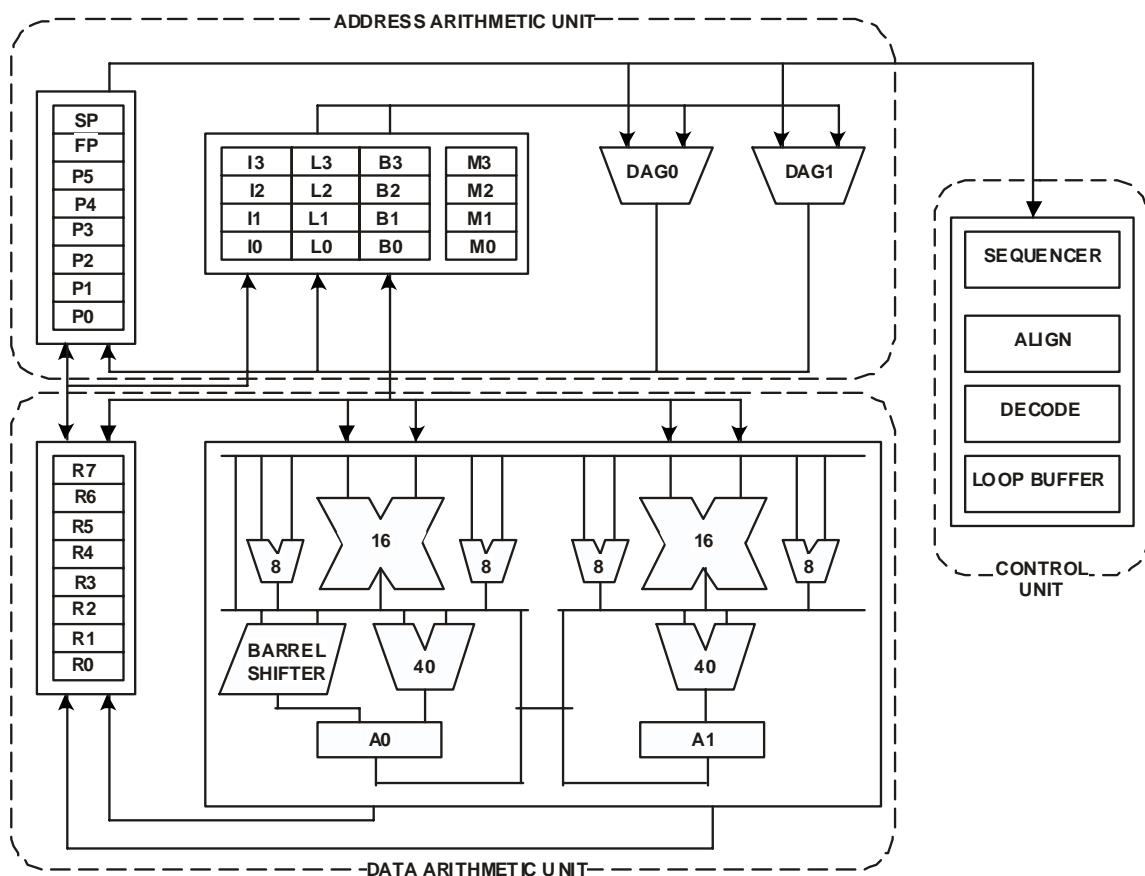 ADDRESS ARITHMETIC UNIT
SP
FP
P5
P4
P3
P2
P1
P0
I3 L3 B3 M3
I2 L2 B2 M2
I1 L1 B1 M1
I0 L0 B0 M0
DAG0
DAG1
SEQUENCER
ALIGN
DECODE
LOOP BUFFER
CONTROL
UNIT
R7
R6
R5
R4
R3
R2
R1
R0
8 16 8 8 16 8
BARREL
SHIFTER
40
40
A0
A1
DATA ARITHMETIC UNIT